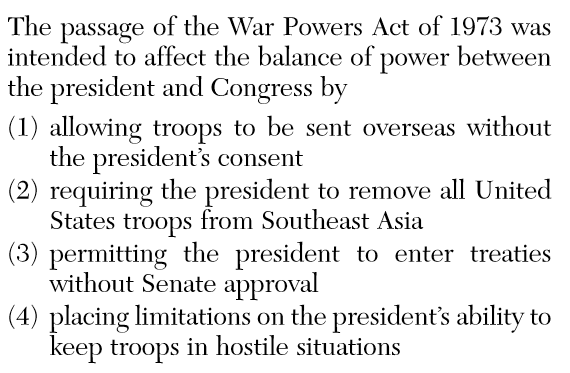 The passage of the War Powers Act of 1973 was
intended to affect the balance of power between
the president and Congress by
(1) allowing troops to be sent overseas without
the president's consent
(2) requiring the president to remove all United
States troops from Southeast Asia
(3) permitting the president to enter treaties
without Senate approval
(4) placing limitations on the president's ability to
keep troops in hostile situations